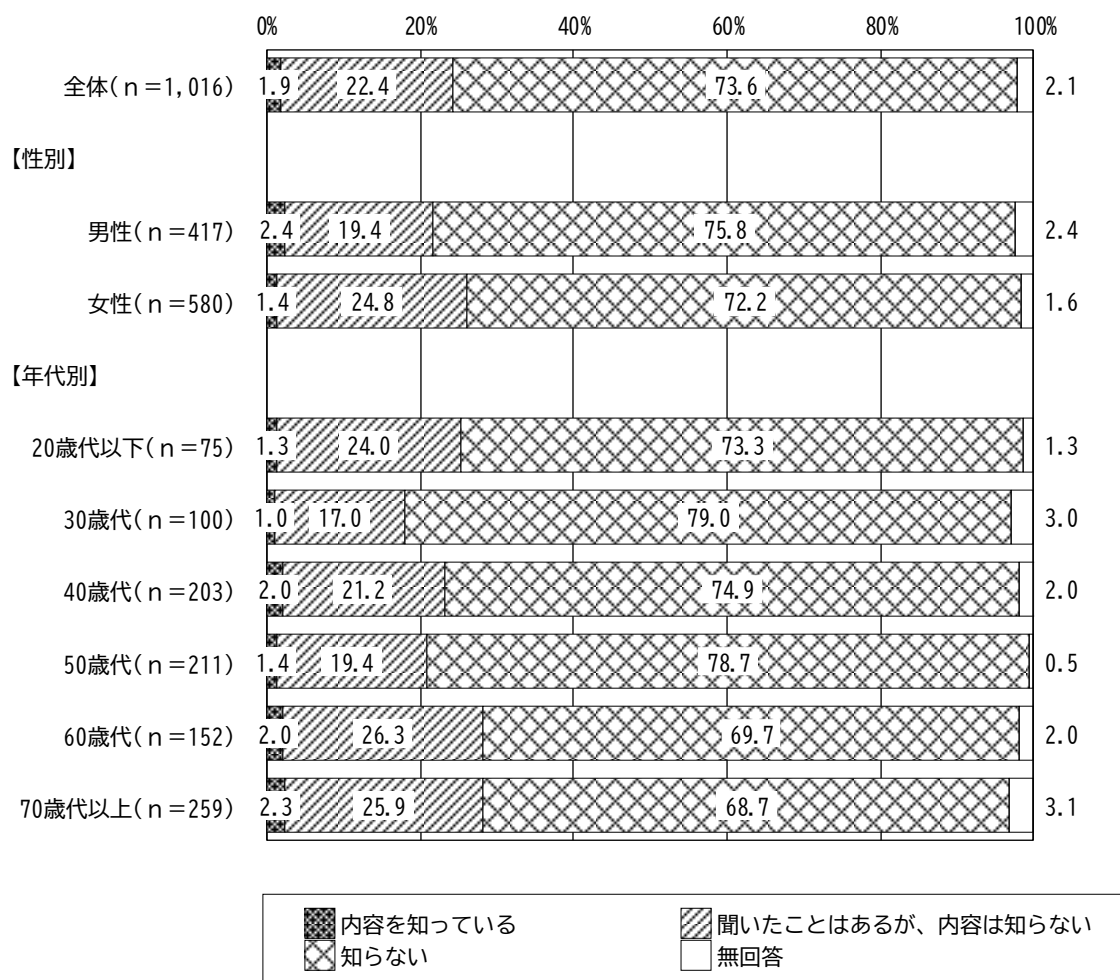 0% 20% 40% 60% 80% 100%
全体(ｎ＝1,016) 1.9 22.4 73.6 2.1
【性別】
男性(ｎ＝417) 2.4 19.4 75.8 2.4
女性(ｎ＝580) 1.4 24.8 72.2 1.6
【年代別】
20歳代以下(ｎ＝75) 1.3 24.0 73.3 1.3
30歳代(ｎ＝100) 1.0 17.0 79.0 3.0
40歳代(ｎ＝203) 2.0 21.2 74.9 2.0
50歳代(ｎ＝211) 1.4 19.4 78.7 0.5
60歳代(ｎ＝152) 2.0 26.3 69.7 2.0
70歳代以上(ｎ＝259) 2.3 25.9 68.7 3.1
内容を知っている 聞いたことはあるが、内容は知らない
知らない 無回答